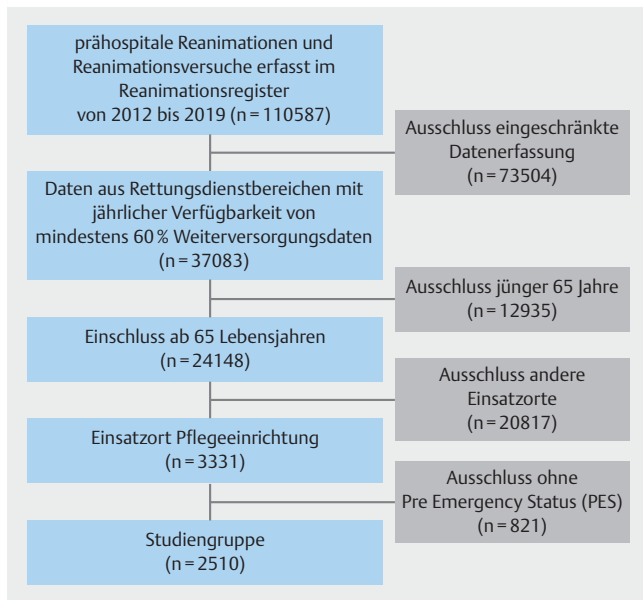 prähospitale Reanimationen und
Reanimationsversuche erfasst im
Reanimationsregister
von 2012 bis 2019 (n = 110587)
Ausschluss eingeschränkte
Datenerfassung
(n = 73504)
Daten aus Rettungsdienstbereichen mit
jährlicher Verfügbarkeit von
mindestens 60 % Weiterversorgungsdaten
(n = 37083)
Ausschluss jünger 65 Jahre
(n = 12935)
Einschluss ab 65 Lebensjahren
(n = 24148)
Ausschluss andere
Einsatzorte
(n = 20817)
Einsatzort Pflegeeinrichtung
(n = 3331)
Ausschluss ohne
Pre Emergency Status (PES)
(n = 821)
Studiengruppe
(n = 2510)